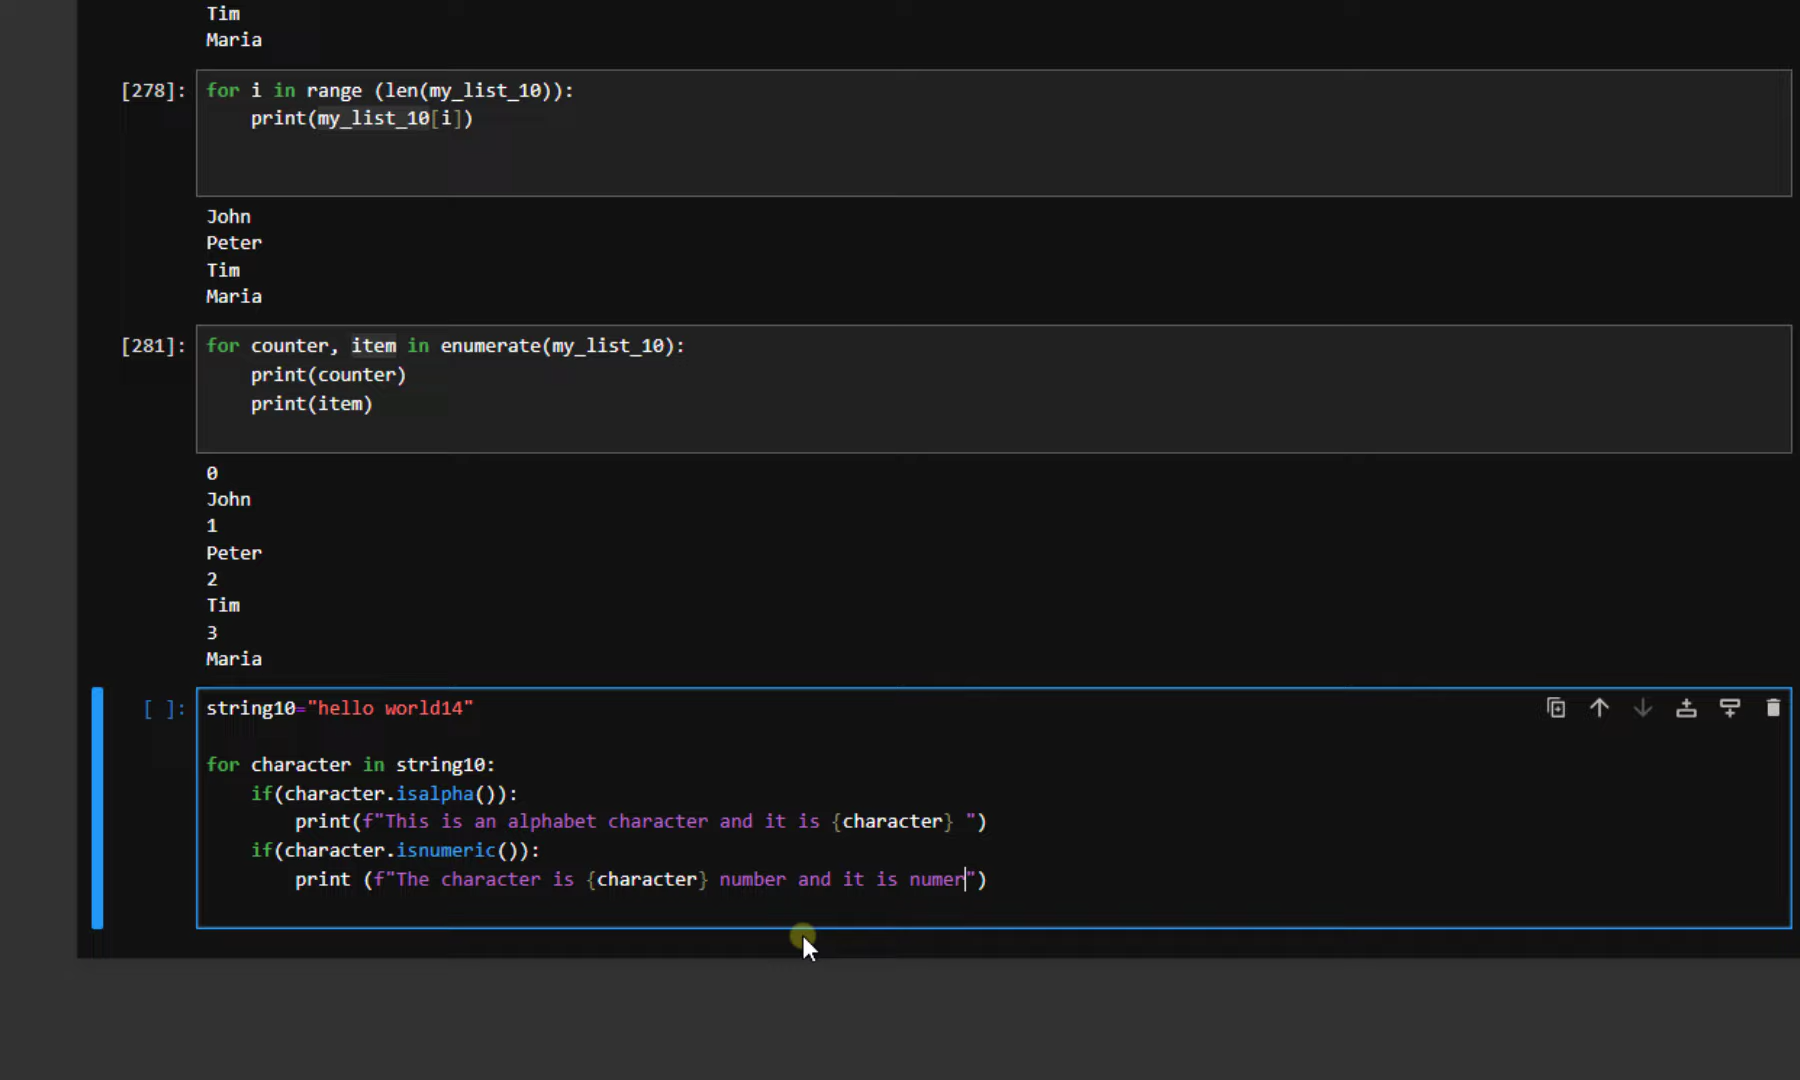 Tim
Maria
[278]: for i in range (len(my_list_10)):
    print(my_list_10[i])
John
Peter
Tim
Maria
[281]: for counter, item in enumerate(my_list_10):
    print(counter)
    print(item)
0
John
1
Peter
2
Tim
3
Maria
[ ]: string10="hello world14"
for character in string10:
    if(character.isalpha()):
        print(f"This is an alphabet character and it is {character} ")
    if(character.isnumeric()):
        print (f"The character is {character} number and it is numer")